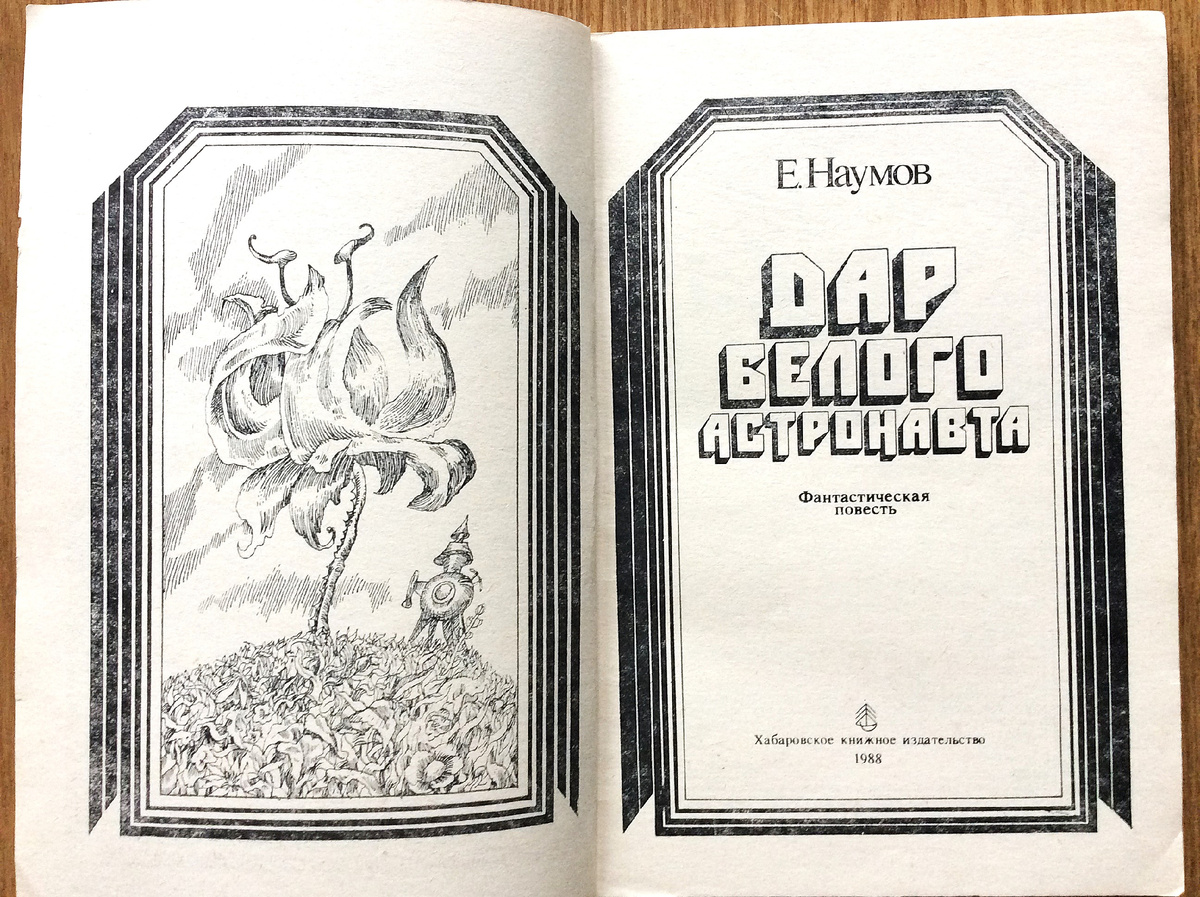 Е. Наумов
ДАР
БЕЛОГО
АСТРОНАВТА
Фантастическая
повесть
Хабаровское книжное издательство
1988